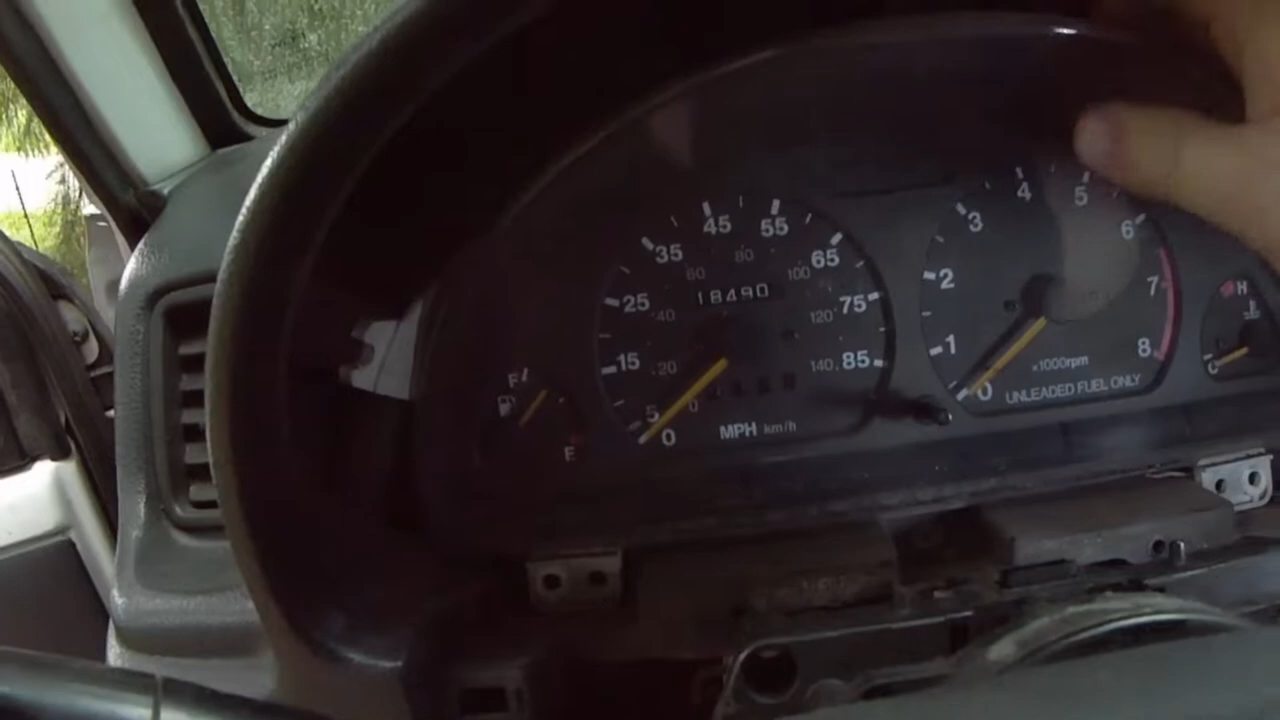 45 55
35 65
60 80 100
18490
25 40 120 75
15 20 140 85
5 0
0
MPH km/h
F
E
4 5
3 6
2 7
1 8
x1000rpm
0 UNLEADED FUEL ONLY
H
C